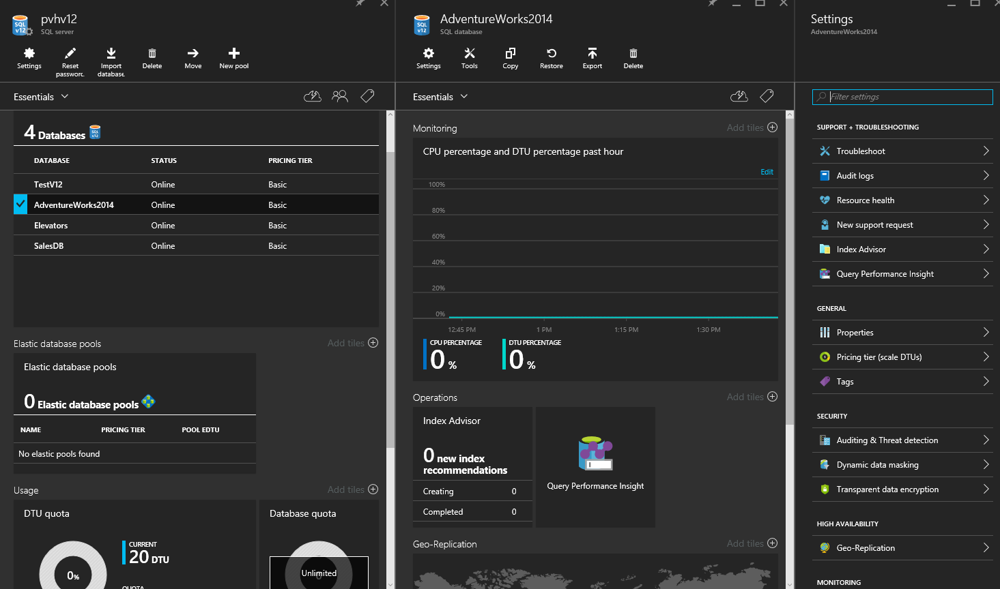 pvhv12
SQL server
Settings
Reset
passworc.
Import
database.
Delete
Move
New pool
Essentials
4 Databases
DATABASE STATUS PRICING TIER
TestV12 Online Basic
AdventureWorks2014 Online Basic
Elevators Online Basic
SalesDB Online Basic
Elastic database pools Add tiles
Elastic database pools
0 Elastic database pools
NAME PRICING TIER POOL EDTU
No elastic pools found
Usage Add tiles
DTU quota
0%
CURRENT
20 DTU
QUOTA
Database quota
Unlimited
AdventureWorks2014
SQL database
Settings
Tools
Copy
Restore
Export
Delete
Essentials
Monitoring Add tiles
CPU percentage and DTU percentage past hour
Edit
100%
80%
60%
40%
20%
0%
12:45 PM 1 PM 1:15 PM 1:30 PM
CPU PERCENTAGE
0 %
DTU PERCENTAGE
0 %
Operations Add tiles
Index Advisor
0 new index
recommendations
Creating 0
Completed 0
Query Performance Insight
Geo-Replication Add tiles
Settings
AdventureWorks2014
Filter settings
SUPPORT + TROUBLESHOOTING
Troubleshoot
Audit logs
Resource health
New support request
Index Advisor
Query Performance Insight
GENERAL
Properties
Pricing tier (scale DTUs)
Tags
SECURITY
Auditing & Threat detection
Dynamic data masking
Transparent data encryption
HIGH AVAILABILITY
Geo-Replication
MONITORING